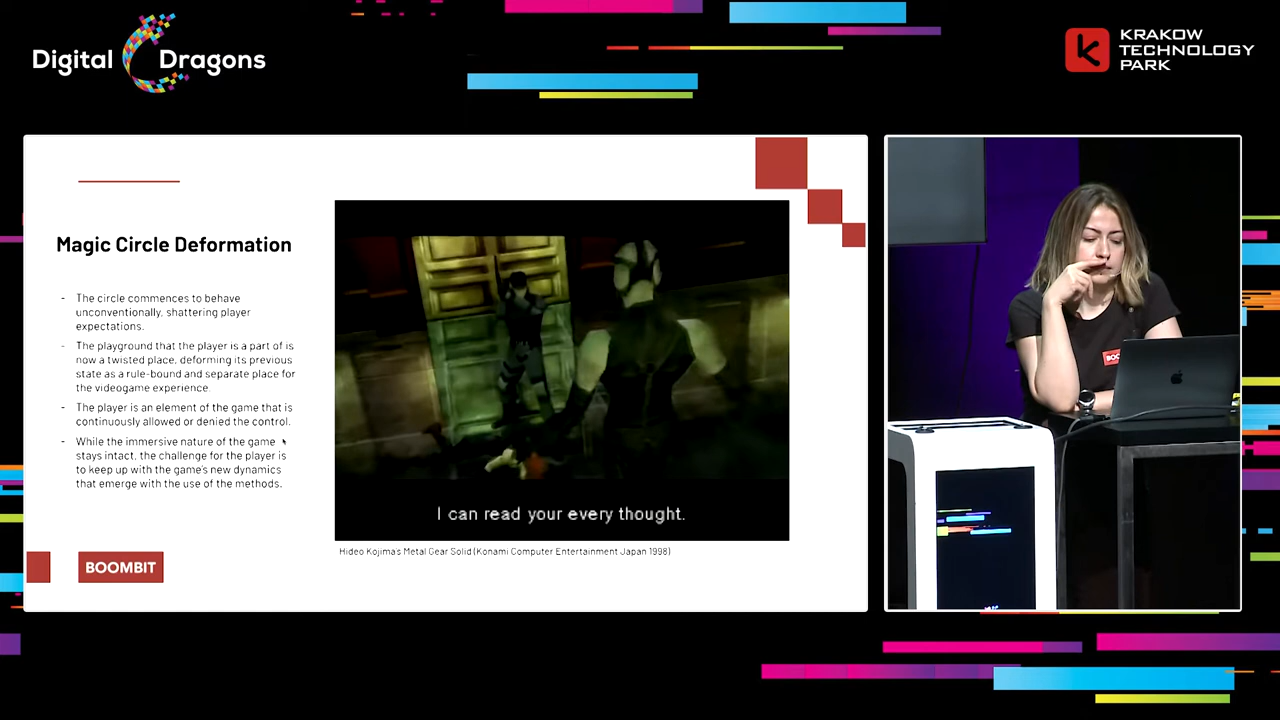 Digital Dragons
KRAKOW
TECHNOLOGY
PARK
Magic Circle Deformation
- The circle commences to behave
unconventionally, shattering player
expectations.
- The playground that the player is a part of is
now a twisted place, deforming its previous
state as a rule-bound and separate place for
the videogame experience.
- The player is an element of the game that is
continuously allowed or denied the control.
- While the immersive nature of the game
stays intact, the challenge for the player is
to keep up with the game's new dynamics
that emerge with the use of the methods.
I can read your every thought.
Hideo Kojima's Metal Gear Solid (Konami Computer Entertainment Japan 1998)
BOOMBIT
BOO